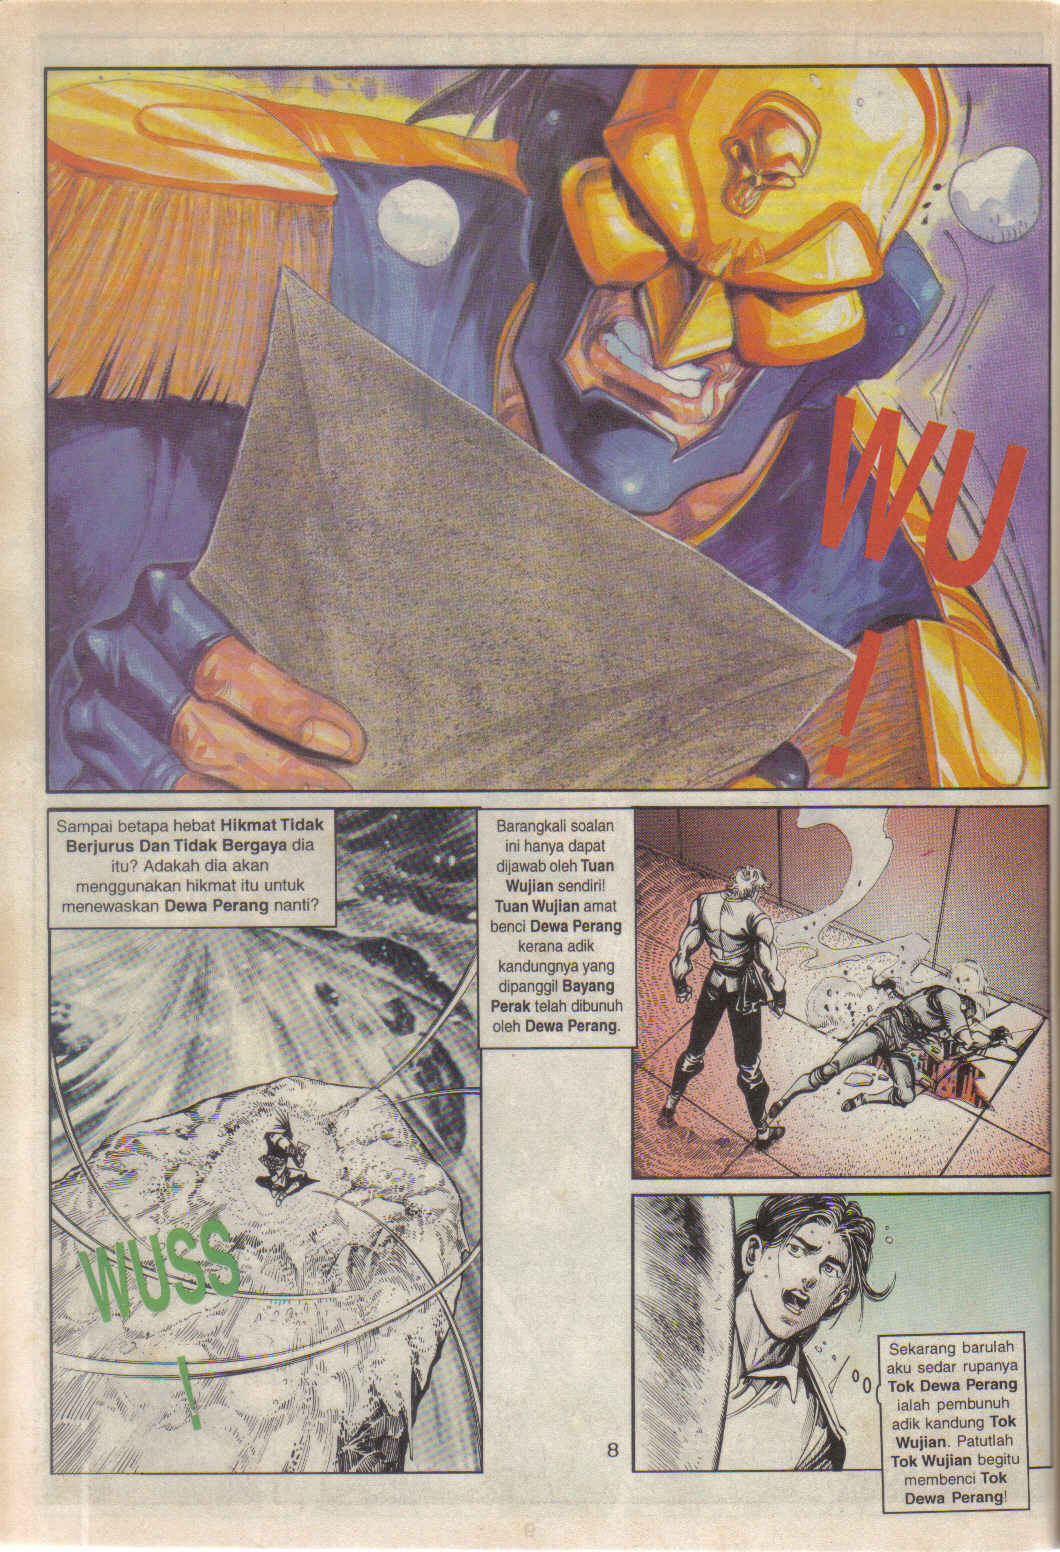 WU
!
Sampai betapa hebat Hikmat Tidak
Berjurus Dan Tidak Bergaya dia
itu? Adakah dia akan
menggunakan hikmat itu untuk
menewaskan Dewa Perang nanti?
WUSS
!
Barangkali soalan
ini hanya dapat
dijawab oleh Tuan
Wujian sendiri!
Tuan Wujian amat
benci Dewa Perang
kerana adik
kandungnya yang
dipanggil Bayang
Perak telah dibunuh
oleh Dewa Perang.
Sekarang barulah
aku sedar rupanya
Tok Dewa Perang
ialah pembunuh
adik kandung Tok
Wujian. Patutlah
Tok Wujian begitu
membenci Tok
Dewa Perang!
8